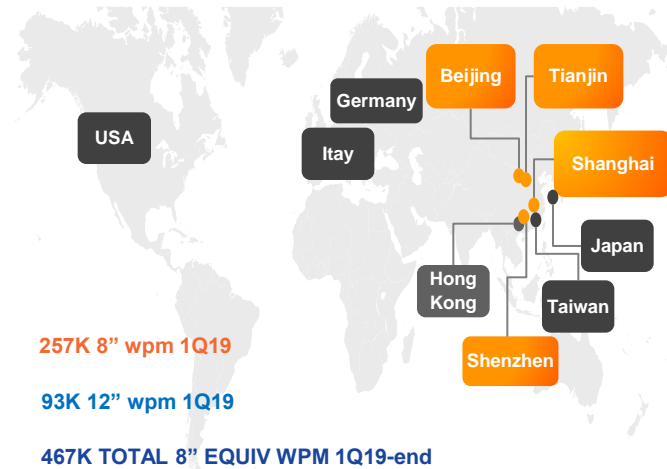 Beijing
Tianjin
Germany
USA
Itay
Shanghai
Japan
Hong
Kong
Taiwan
Shenzhen
257K 8” wpm 1Q19
93K 12” wpm 1Q19
467K TOTAL 8” EQUIV WPM 1Q19-end